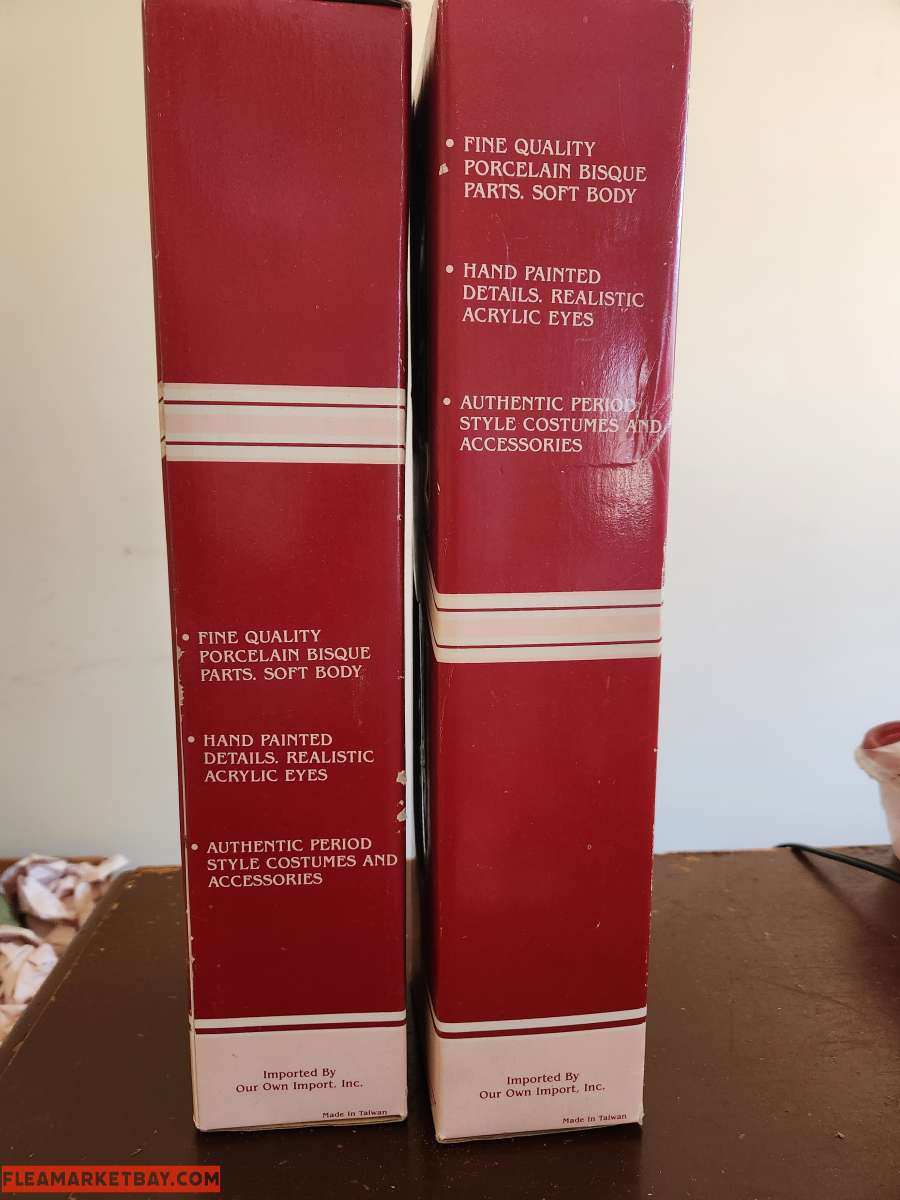 • FINE QUALITY
PORCELAIN BISQUE
PARTS. SOFT BODY
• HAND PAINTED
DETAILS. REALISTIC
ACRYLIC EYES
• AUTHENTIC PERIOD
STYLE COSTUMES AND
ACCESSORIES
Imported By
Our Own Import, Inc.
Made In Taiwan
• FINE QUALITY
PORCELAIN BISQUE
PARTS. SOFT BODY
• HAND PAINTED
DETAILS. REALISTIC
ACRYLIC EYES
• AUTHENTIC PERIOD
STYLE COSTUMES AND
ACCESSORIES
Imported By
Our Own Import, Inc.
Made In Taiwan
FLEAMARKETBAY.COM